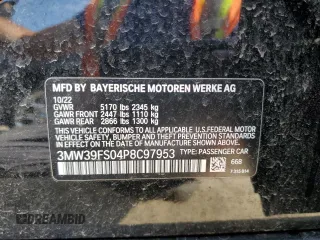 MFD BY BAYERISCHE MOTOREN WERKE AG
10/22
GVWR 5170 lbs 2345 kg
GAWR FRONT 2447 lbs 1110 kg
GAWR REAR 2866 lbs 1300 kg
THIS VEHICLE CONFORMS TO ALL APPLICABLE U.S. FEDERAL MOTOR
VEHICLE SAFETY, BUMPER AND THEFT PREVENTION STANDARDS
IN EFFECT ON THE DATE OF MANUFACTURE SHOWN ABOVE.
3MW39FS04P8C97953 668
TYPE: PASSENGER CAR
DREAMBID